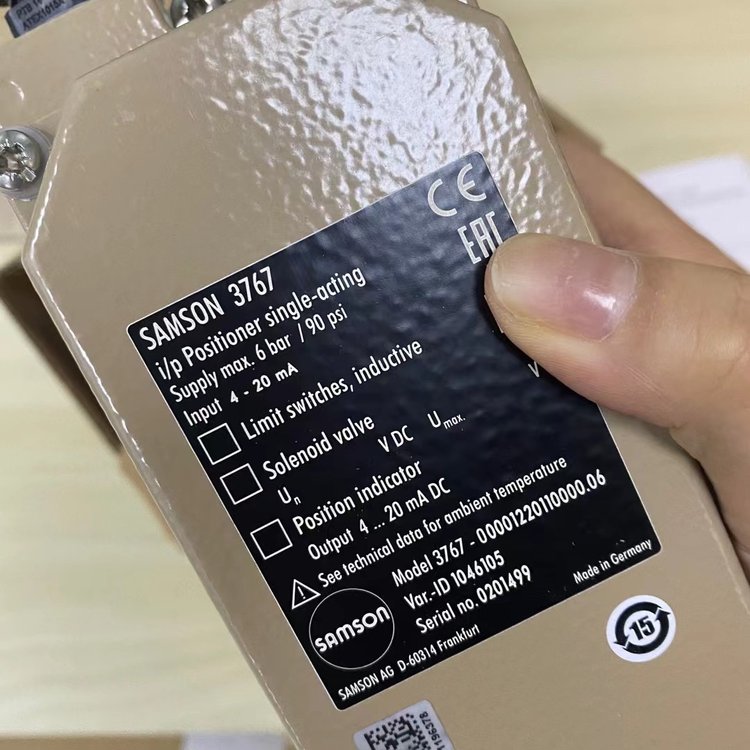 CE
EAC
SAMSON 3767
i/p Positioner single-acting
Supply max. 6 bar / 90 psi
Input 4 - 20 mA
Limit switches, inductive
Solenoid valve
Un V DC Umax. V
Position indicator
Output 4 ... 20 mA DC
See technical data for ambient temperature
Model 3767 - 00001220110000.06
Var.-ID 1046105
Serial no. 0201499
SAMSON
SAMSON AG D-60314 Frankfurt
Made in Germany
15
1196378